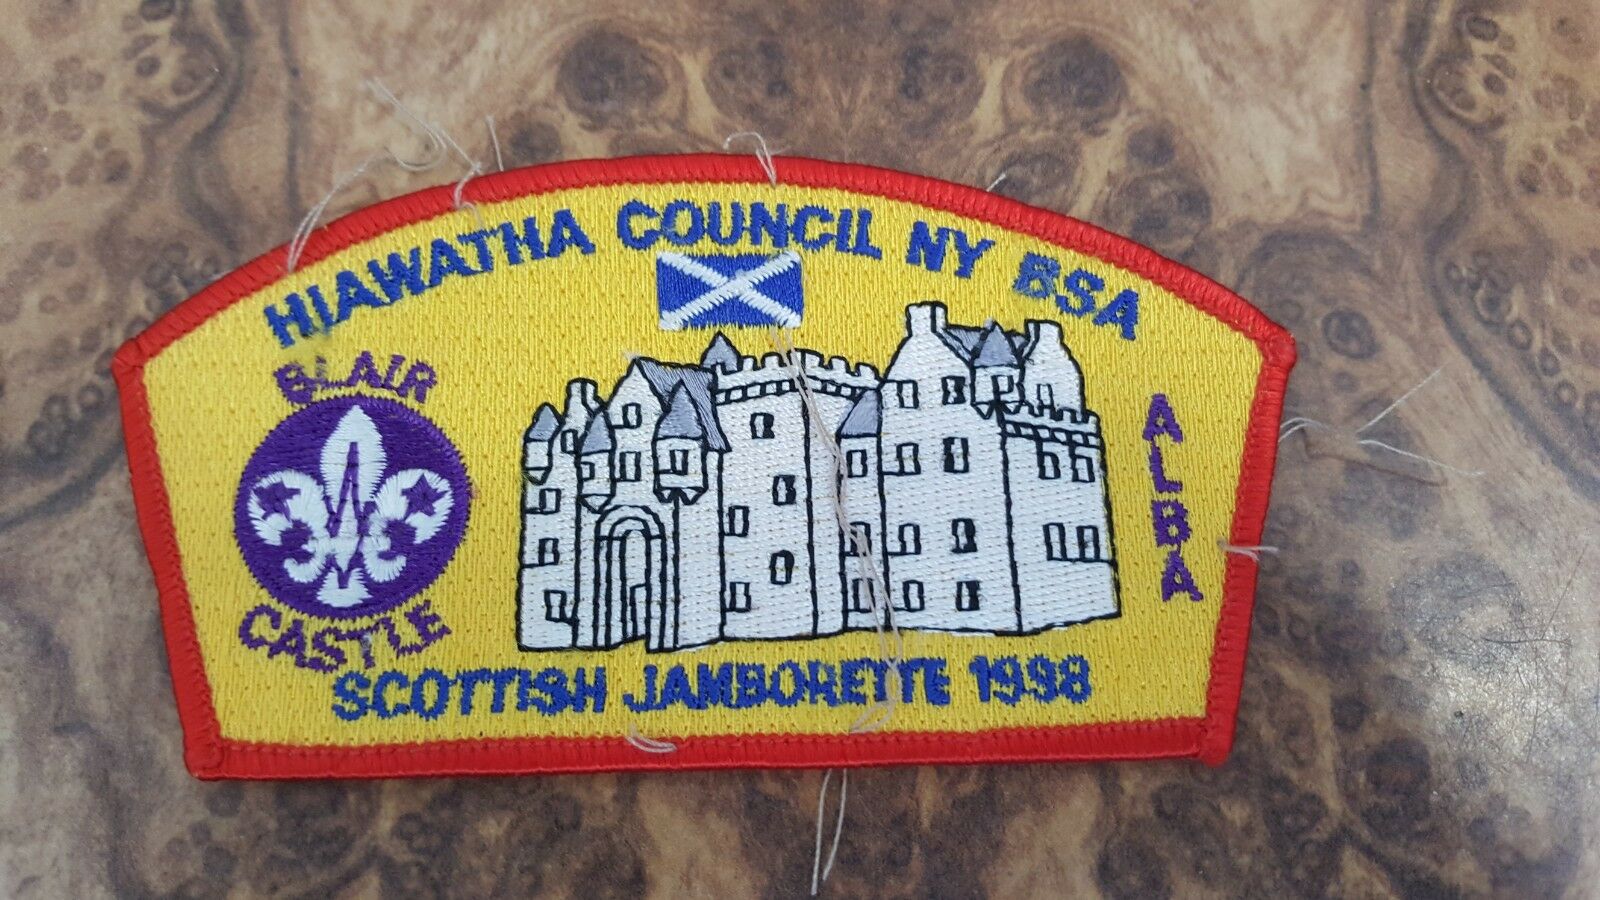 HIAWATHA COUNCIL NY BSA
BLAIR
CASTLE
ALBA
SCOTTISH JAMBORETTE 1998